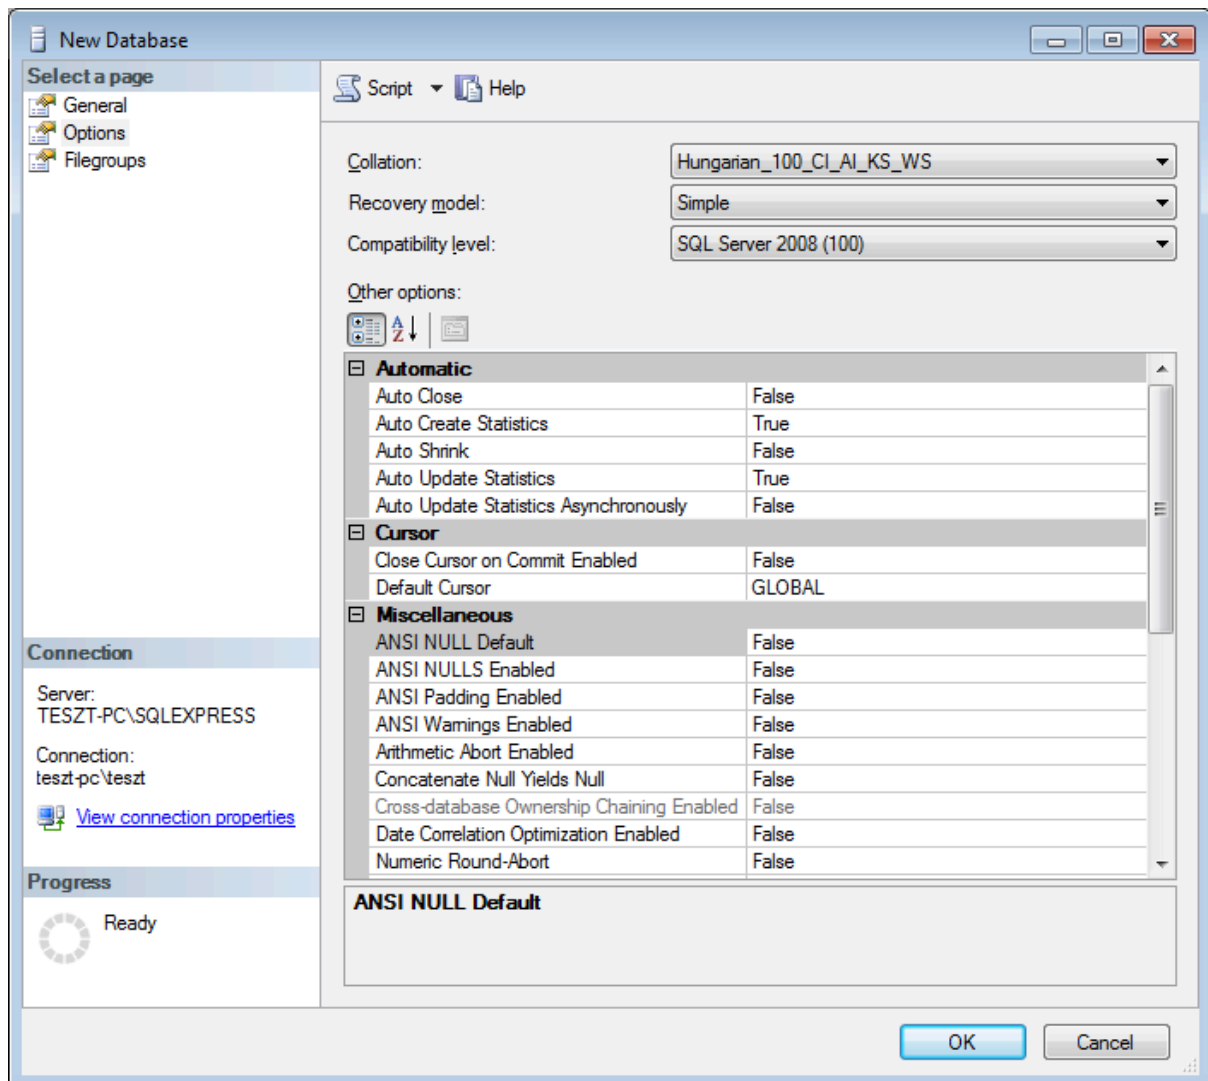 New Database
Select a page
General
Options
Filegroups
Script Help
Collation: Hungarian_100_CI_AI_KS_WS
Recovery model: Simple
Compatibility level: SQL Server 2008 (100)
Other options:
Automatic
Auto Close False
Auto Create Statistics True
Auto Shrink False
Auto Update Statistics True
Auto Update Statistics Asynchronously False
Cursor
Close Cursor on Commit Enabled False
Default Cursor GLOBAL
Miscellaneous
ANSI NULL Default False
ANSI NULLS Enabled False
ANSI Padding Enabled False
ANSI Warnings Enabled False
Arithmetic Abort Enabled False
Concatenate Null Yields Null False
Cross-database Ownership Chaining Enabled False
Date Correlation Optimization Enabled False
Numeric Round-Abort False
ANSI NULL Default
Connection
Server:
TESZT-PC\SQLEXPRESS
Connection:
teszt-pc\teszt
View connection properties
Progress
Ready
OK Cancel